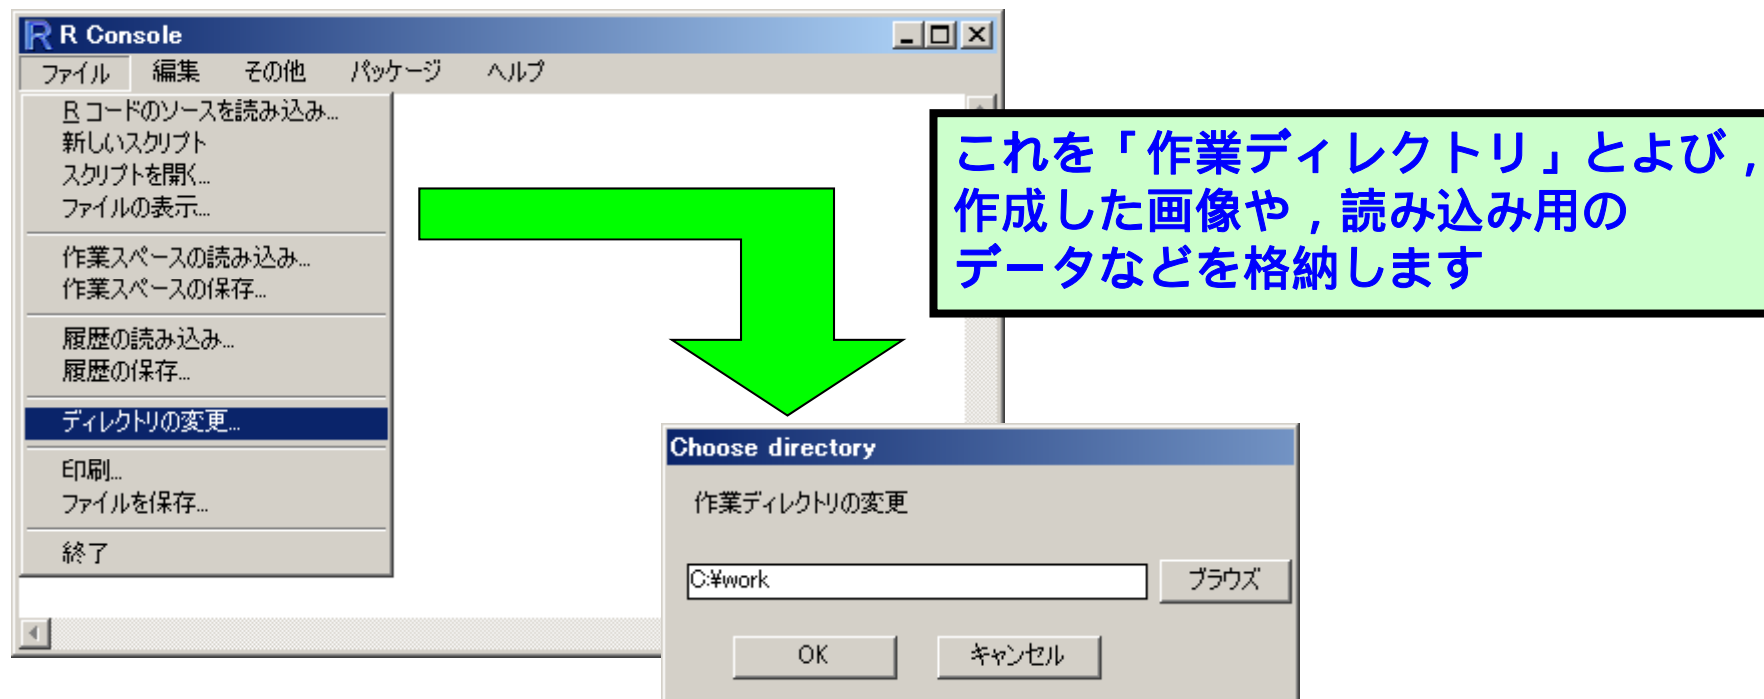 R Console
ファイル 編集 その他 パッケージ ヘルプ
R コードのソースを読み込み...
新しいスクリプト
スクリプトを開く...
ファイルの表示...
作業スペースの読み込み...
作業スペースの保存...
履歴の読み込み...
履歴の保存...
ディレクトリの変更...
印刷...
ファイルを保存...
終了
これを「作業ディレクトリ」とよび，
作成した画像や，読み込み用の
データなどを格納します
Choose directory
作業ディレクトリの変更
C:¥work
ブラウズ
OK キャンセル